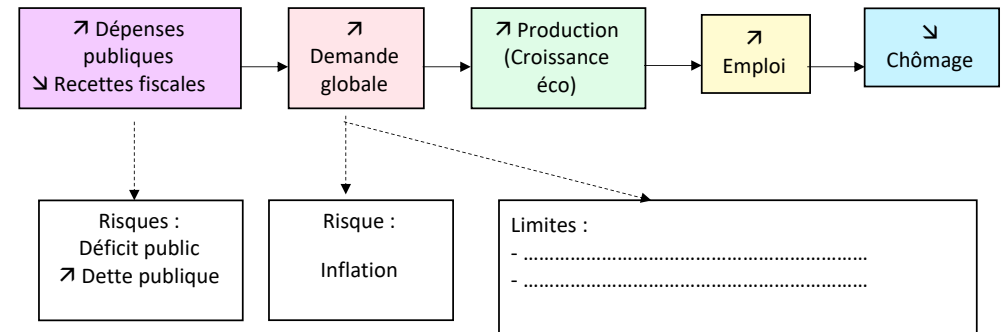 ↗ Dépenses
publiques
↘ Recettes fiscales
↗
Demande
globale
↗ Production
(Croissance
éco)
↗
Emploi
↘
Chômage
Risques :
Déficit public
↗ Dette publique
Risque :
Inflation
Limites :
- ……………………………………………………………
- ……………………………………………………………